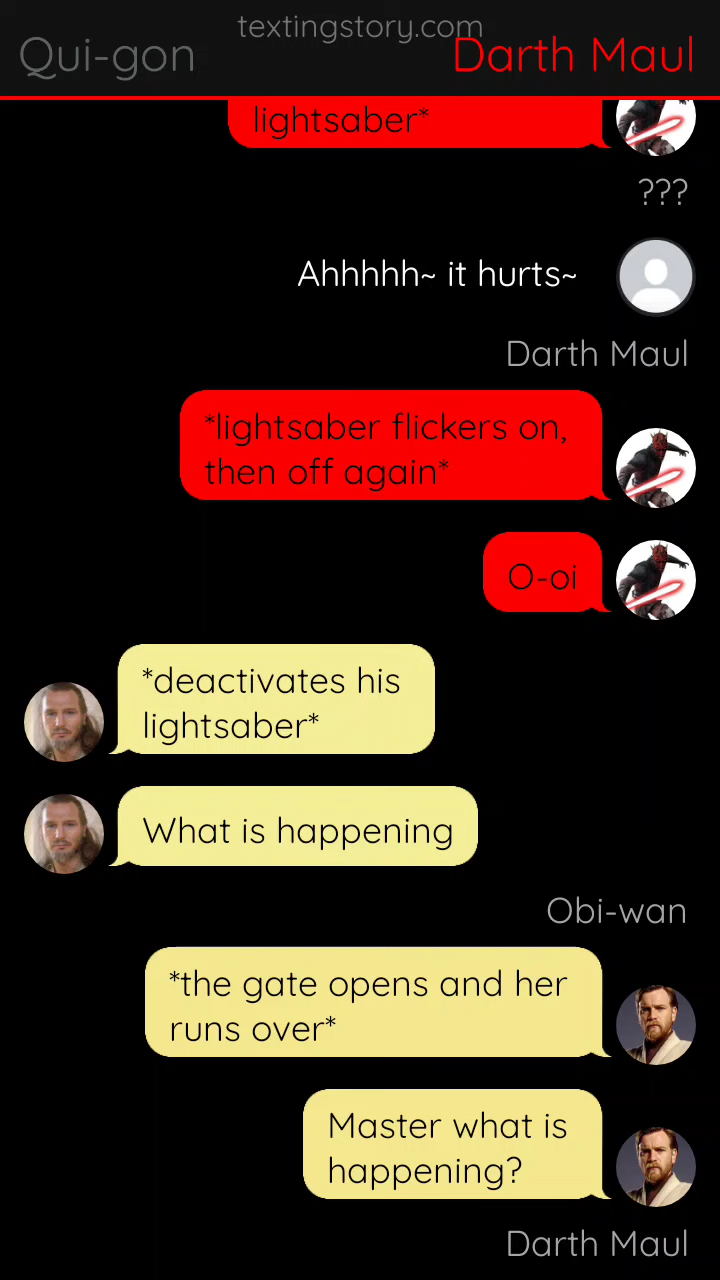 textingstory.com
Qui-gon
Darth Maul
lightsaber*
???
Ahhhhh~ it hurts~
Darth Maul
*lightsaber flickers on,
then off again*
O-oi
*deactivates his
lightsaber*
What is happening
Obi-wan
*the gate opens and her
runs over*
Master what is
happening?
Darth Maul